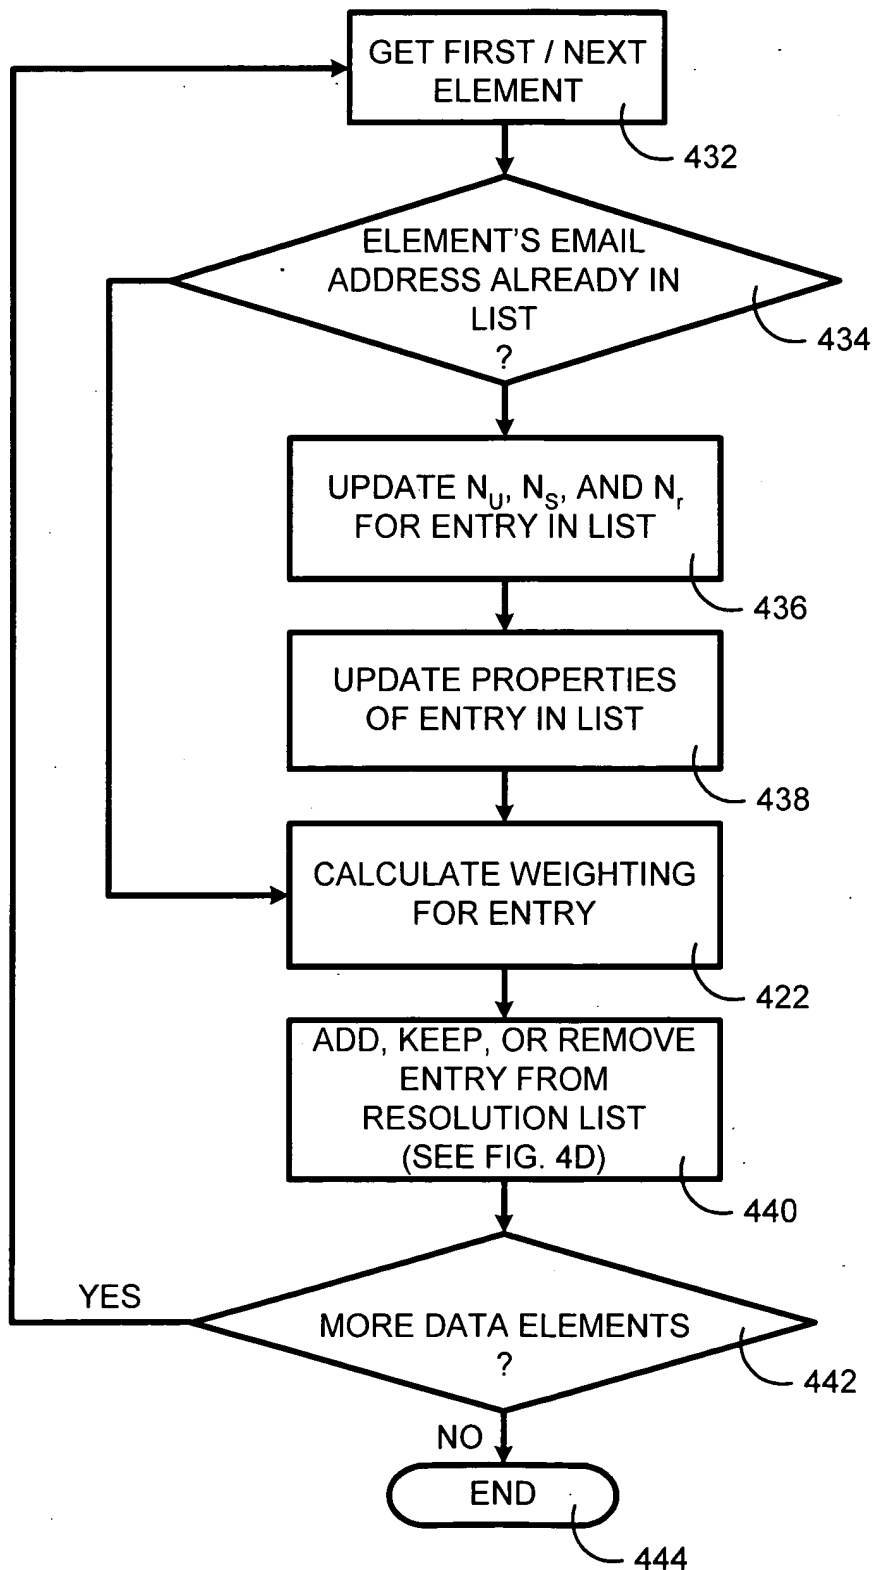 GET FIRST / NEXT
ELEMENT
432
ELEMENT'S EMAIL
ADDRESS ALREADY IN
LIST
?
434
UPDATE NU, NS, AND Nr
FOR ENTRY IN LIST
436
UPDATE PROPERTIES
OF ENTRY IN LIST
438
CALCULATE WEIGHTING
FOR ENTRY
422
ADD, KEEP, OR REMOVE
ENTRY FROM
RESOLUTION LIST
(SEE FIG. 4D)
440
YES
MORE DATA ELEMENTS
?
442
NO
END
444